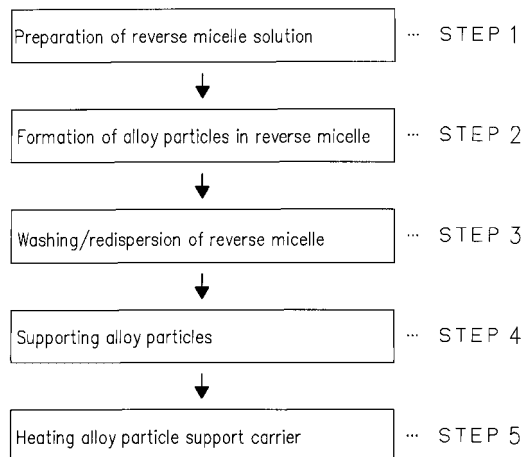 Preparation of reverse micelle solution ··· STEP 1
Formation of alloy particles in reverse micelle ··· STEP 2
Washing/redispersion of reverse micelle ··· STEP 3
Supporting alloy particles ··· STEP 4
Heating alloy particle support carrier ··· STEP 5